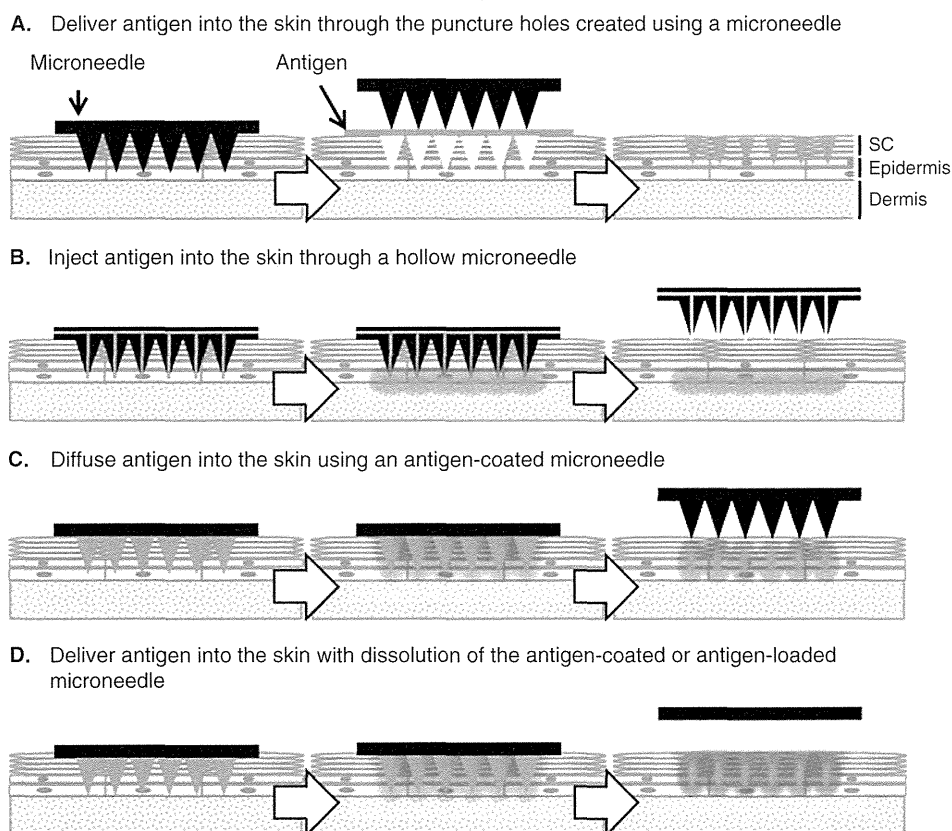 A. Deliver antigen into the skin through the puncture holes created using a microneedle
Microneedle
Antigen
SC
Epidermis
Dermis
B. Inject antigen into the skin through a hollow microneedle
C. Diffuse antigen into the skin using an antigen-coated microneedle
D. Deliver antigen into the skin with dissolution of the antigen-coated or antigen-loaded
microneedle